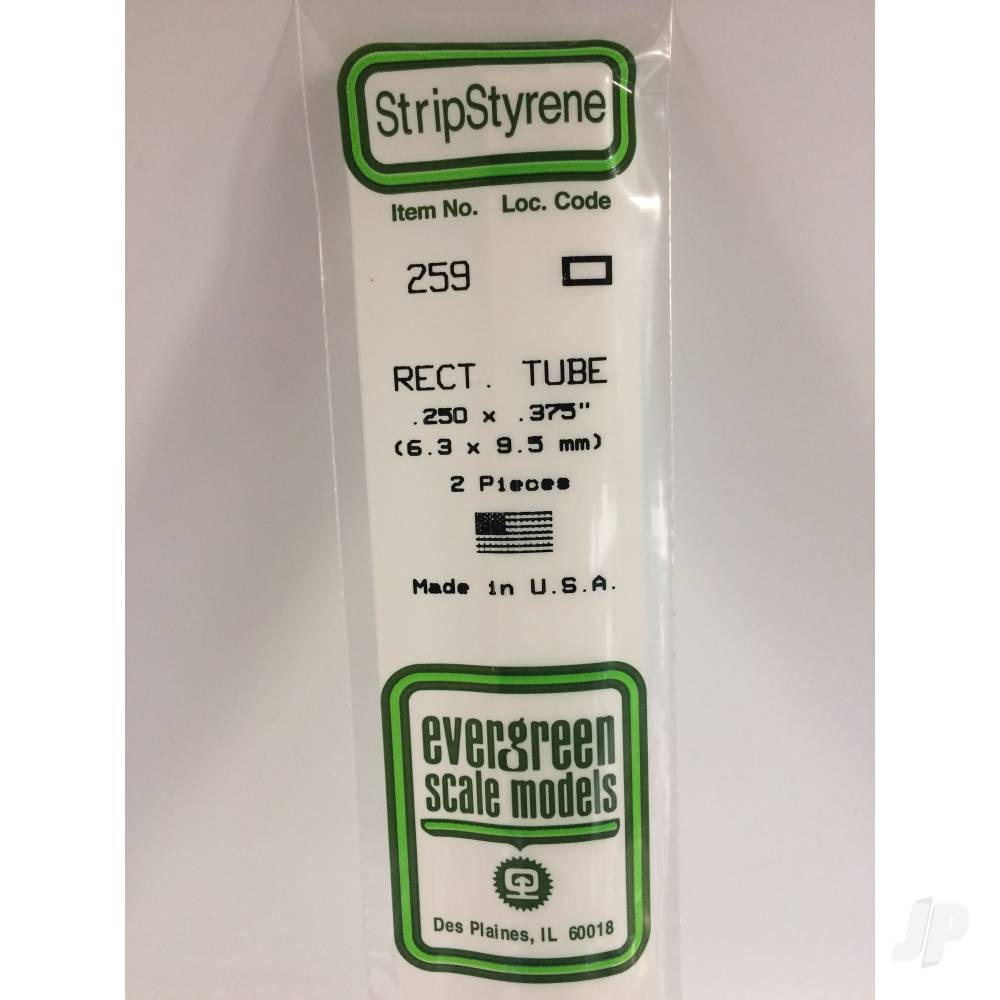 StripStyrene
Item No. Loc. Code
259
RECT. TUBE
.250 x .375"
(6.3 x 9.5 mm)
2 Pieces
Made in U.S.A.
evergreen
scale models
Des Plaines, IL 60018
JP